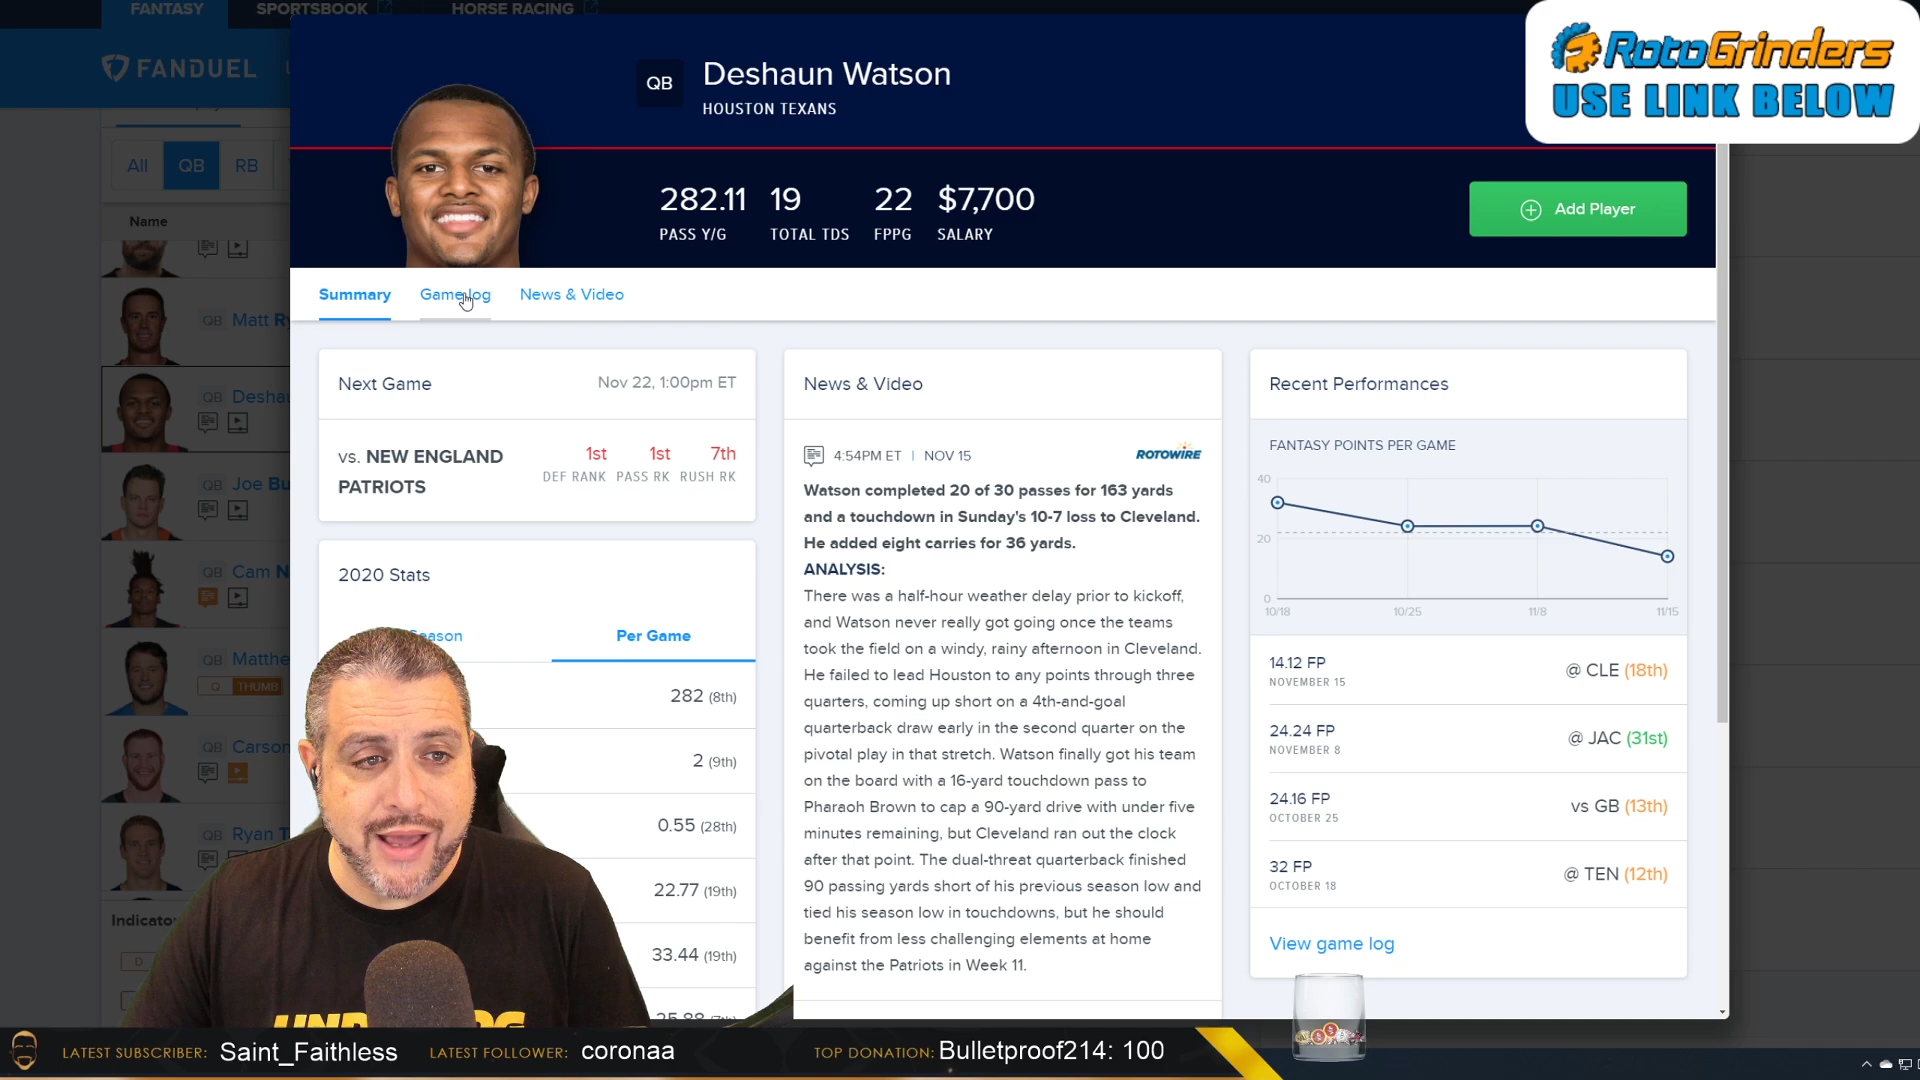 FANTASY
SPORTSBOOK
HORSE RACING
FANDUEL
RotoGrinders
USE LINK BELOW
QB
Deshaun Watson
HOUSTON TEXANS
282.11
PASS Y/G
19
TOTAL TDS
22
FPPG
$7,700
SALARY
Add Player
All
QB
RB
Name
QB Matt
QB Desha
QB Joe Bu
QB Cam N
QB Matthe
Q THUMB
QB Carson
QB Ryan T
Indicato
D
Summary
Game log
News & Video
Next Game
Nov 22, 1:00pm ET
vs. NEW ENGLAND
PATRIOTS
1st
DEF RANK
1st
PASS RK
7th
RUSH RK
2020 Stats
Season
Per Game
282 (8th)
2 (9th)
0.55 (28th)
22.77 (19th)
33.44 (19th)
25.88 (7th)
News & Video
4:54PM ET | NOV 15
ROTOWIRE
Watson completed 20 of 30 passes for 163 yards
and a touchdown in Sunday's 10-7 loss to Cleveland.
He added eight carries for 36 yards.
ANALYSIS:
There was a half-hour weather delay prior to kickoff,
and Watson never really got going once the teams
took the field on a windy, rainy afternoon in Cleveland.
He failed to lead Houston to any points through three
quarters, coming up short on a 4th-and-goal
quarterback draw early in the second quarter on the
pivotal play in that stretch. Watson finally got his team
on the board with a 16-yard touchdown pass to
Pharaoh Brown to cap a 90-yard drive with under five
minutes remaining, but Cleveland ran out the clock
after that point. The dual-threat quarterback finished
90 passing yards short of his previous season low and
tied his season low in touchdowns, but he should
benefit from less challenging elements at home
against the Patriots in Week 11.
Recent Performances
FANTASY POINTS PER GAME
40
20
0
10/18
10/25
11/8
11/15
14.12 FP
NOVEMBER 15
@ CLE (18th)
24.24 FP
NOVEMBER 8
@ JAC (31st)
24.16 FP
OCTOBER 25
vs GB (13th)
32 FP
OCTOBER 18
@ TEN (12th)
View game log
LATEST SUBSCRIBER: Saint_Faithless
LATEST FOLLOWER: coronaa
TOP DONATION: Bulletproof214: 100